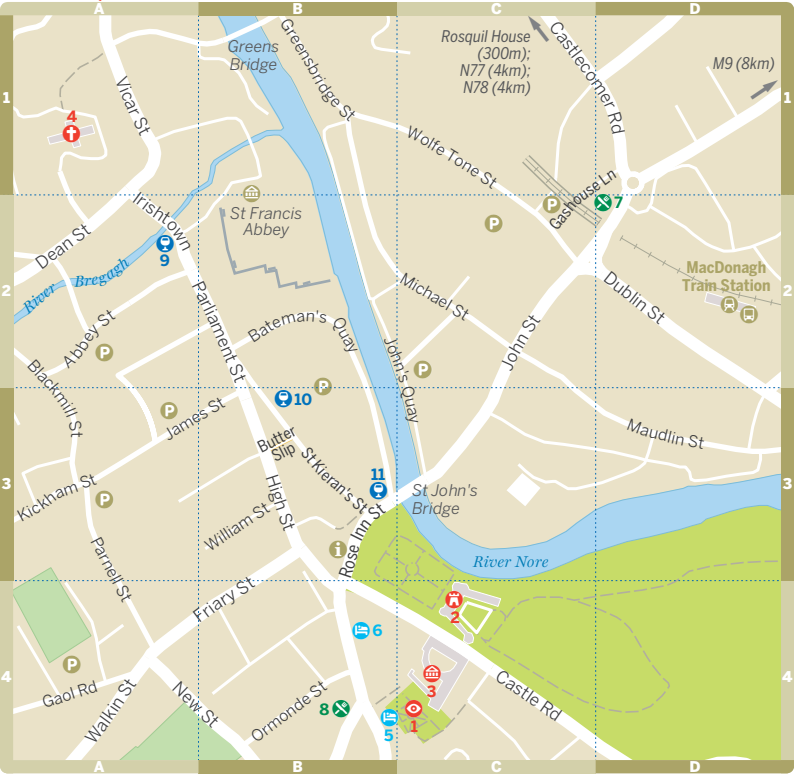 A
B
C
D
1
2
3
4
1
2
3
4
A
B
C
D
Greens
Bridge
Greensbridge St
Rosquil House
(300m);
N77 (4km);
N78 (4km)
Castlecomer Rd
M9 (8km)
Vicar St
4
Wolfe Tone St
Gashouse Ln
P
P
7
Irishtown
St Francis
Abbey
Dean St
9
River Bregagh
MacDonagh
Train Station
Michael St
Dublin St
Parliament St
Bateman's Quay
John's Quay
John St
Abbey St
P
P
P
Blackmill St
10
P
James St
Butter
Slip
St Kieran's St
Maudlin St
11
St John's
Bridge
Kickham St
P
High St
William St
Rose Inn St
i
River Nore
Parnell St
Friary St
2
6
P
3
Gaol Rd
Walkin St
New St
Ormonde St
8
5
1
Castle Rd